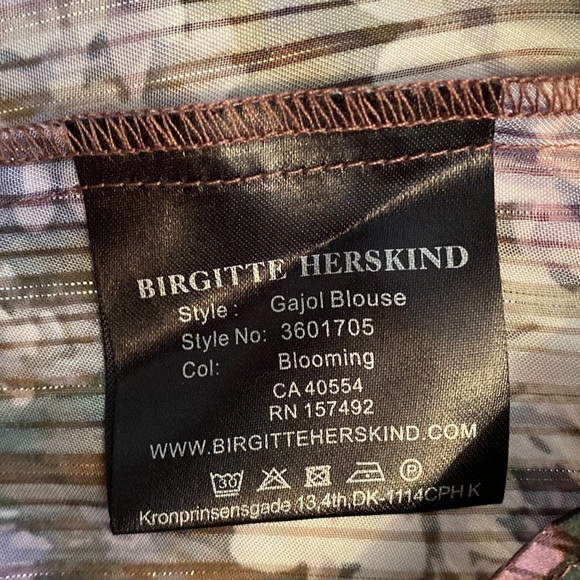 BIRGITTE HERSKIND
Style : Gajol Blouse
Style No: 3601705
Col: Blooming
CA 40554
RN 157492
WWW.BIRGITTEHERSKIND.COM
30 P
Kronprinsensgade 13,4th,DK-1114CPH K